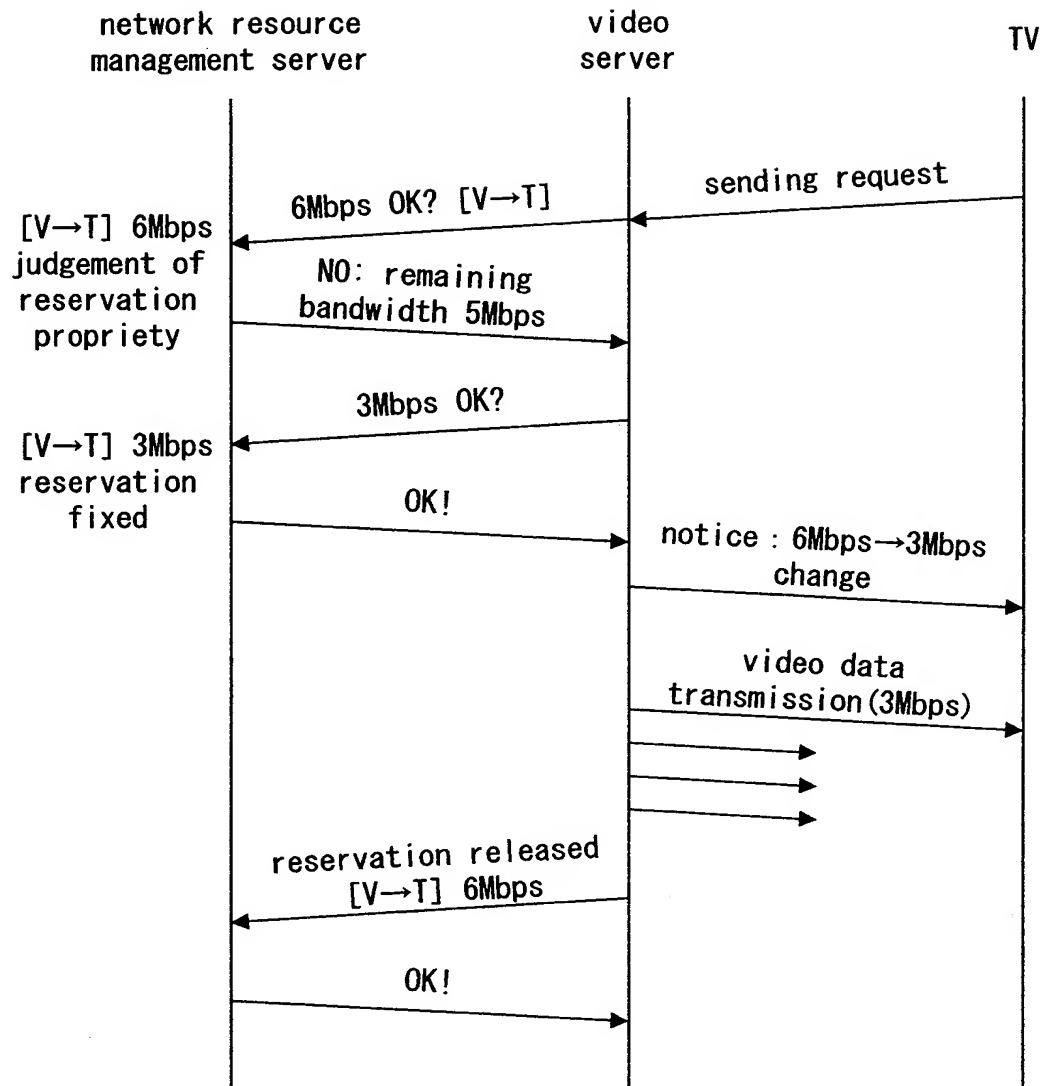 network resource
management server
video
server
TV
sending request
6Mbps OK? [V→T]
[V→T] 6Mbps
judgement of
reservation
propriety
NO: remaining
bandwidth 5Mbps
3Mbps OK?
[V→T] 3Mbps
reservation
fixed
OK!
notice : 6Mbps→3Mbps
change
video data
transmission(3Mbps)
reservation released
[V→T] 6Mbps
OK!